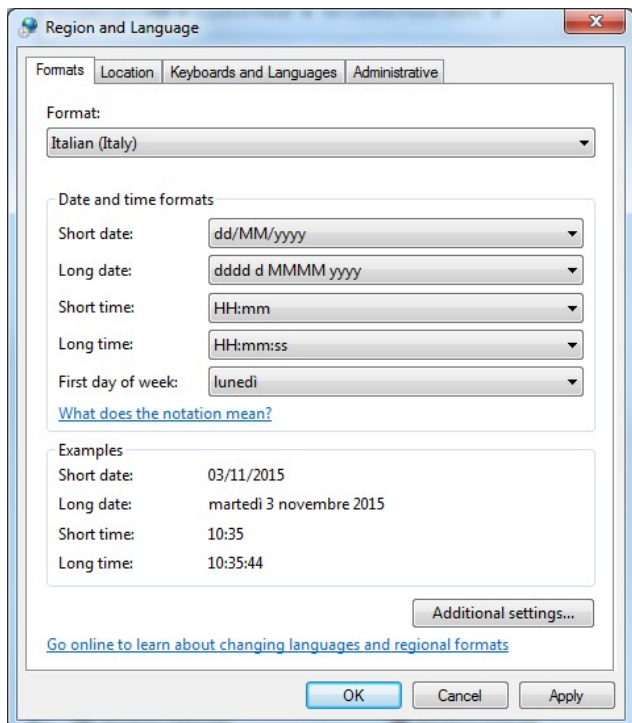 Region and Language
Formats Location Keyboards and Languages Administrative
Format:
Italian (Italy)
Date and time formats
Short date: dd/MM/yyyy
Long date: dddd d MMMM yyyy
Short time: HH:mm
Long time: HH:mm:ss
First day of week: lunedì
What does the notation mean?
Examples
Short date: 03/11/2015
Long date: martedì 3 novembre 2015
Short time: 10:35
Long time: 10:35:44
Additional settings...
Go online to learn about changing languages and regional formats
OK Cancel Apply